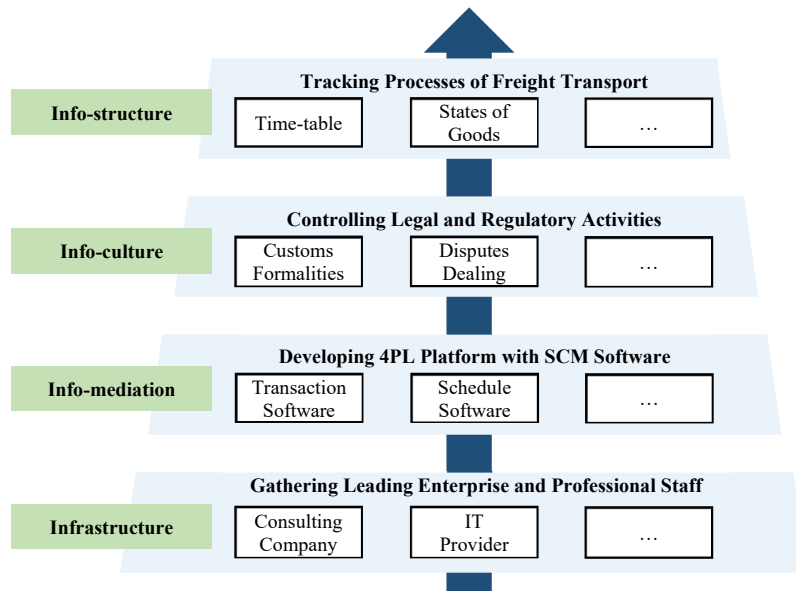 Tracking Processes of Freight Transport
Info-structure
Time-table
States of
Goods
…
Controlling Legal and Regulatory Activities
Info-culture
Customs
Formalities
Disputes
Dealing
…
Developing 4PL Platform with SCM Software
Info-mediation
Transaction
Software
Schedule
Software
…
Gathering Leading Enterprise and Professional Staff
Infrastructure
Consulting
Company
IT
Provider
…